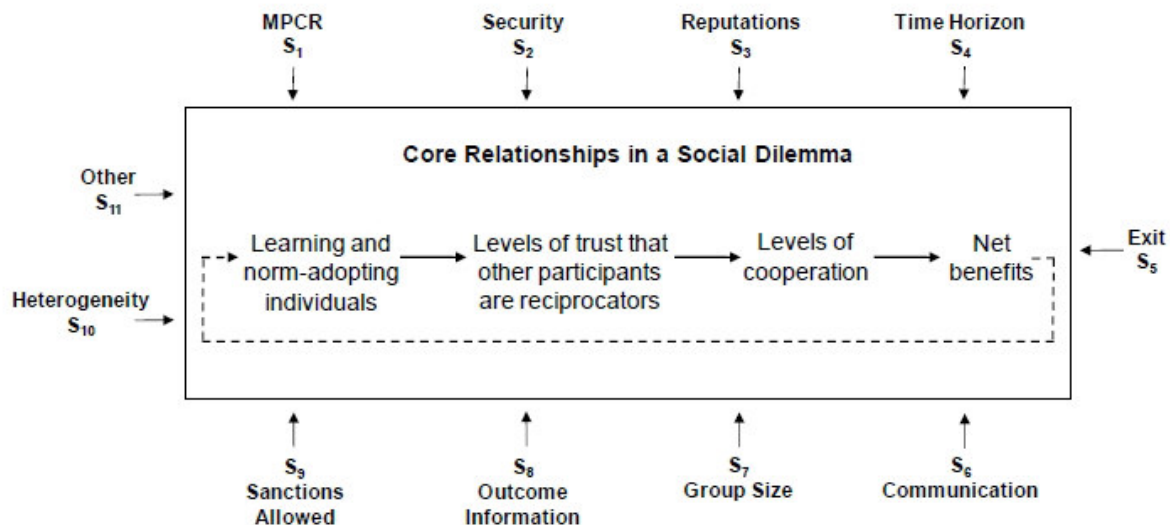 MPCR
S1
Security
S2
Reputations
S3
Time Horizon
S4
Core Relationships in a Social Dilemma
Other
S11
Learning and
norm-adopting
individuals
Levels of trust that
other participants
are reciprocators
Levels of
cooperation
Net
benefits
Exit
S5
Heterogeneity
S10
S9
Sanctions
Allowed
S8
Outcome
Information
S7
Group Size
S6
Communication